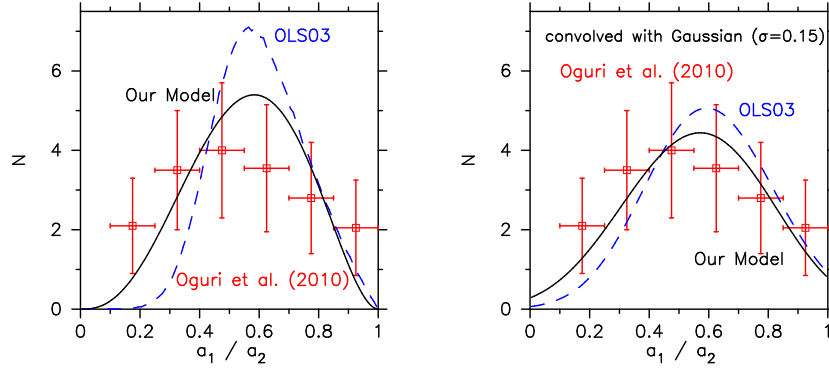 OLS03
Our Model
Oguri et al. (2010)
N
0
2
4
6
0
0.2
0.4
0.6
0.8
1
a₁ / a₂
convolved with Gaussian (σ=0.15)
Oguri et al. (2010)
OLS03
Our Model
N
0
2
4
6
0
0.2
0.4
0.6
0.8
1
a₁ / a₂